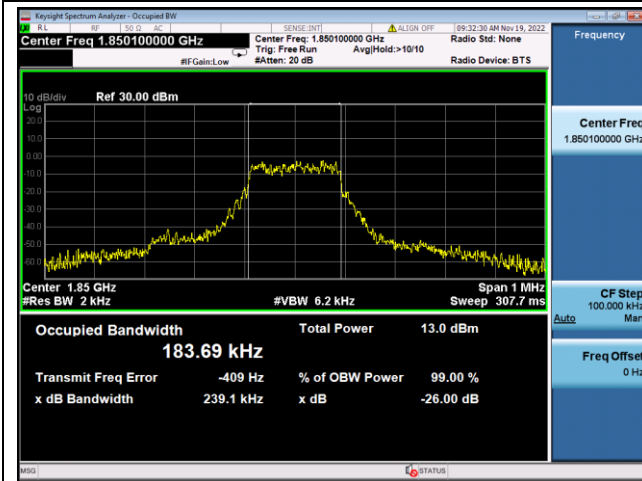 Keysight Spectrum Analyzer - Occupied BW
RL RF 50 Ω AC SENSE:INT ALIGN OFF 09:32:30 AM Nov 19, 2022
Center Freq 1.850100000 GHz
Center Freq: 1.850100000 GHz Radio Std: None
Trig: Free Run Avg|Hold:>10/10
#IFGain:Low #Atten: 20 dB Radio Device: BTS
10 dB/div Ref 30.00 dBm
Log
20.0
10.0
0.00
-10.0
-20.0
-30.0
-40.0
-50.0
-60.0
Center 1.85 GHz Span 1 MHz
#Res BW 2 kHz #VBW 6.2 kHz Sweep 307.7 ms
Occupied Bandwidth Total Power 13.0 dBm
183.69 kHz
Transmit Freq Error -409 Hz % of OBW Power 99.00 %
x dB Bandwidth 239.1 kHz x dB -26.00 dB
MSG STATUS
Frequency
Center Freq
1.850100000 GHz
CF Step
100.000 kHz
Auto Man
Freq Offset
0 Hz